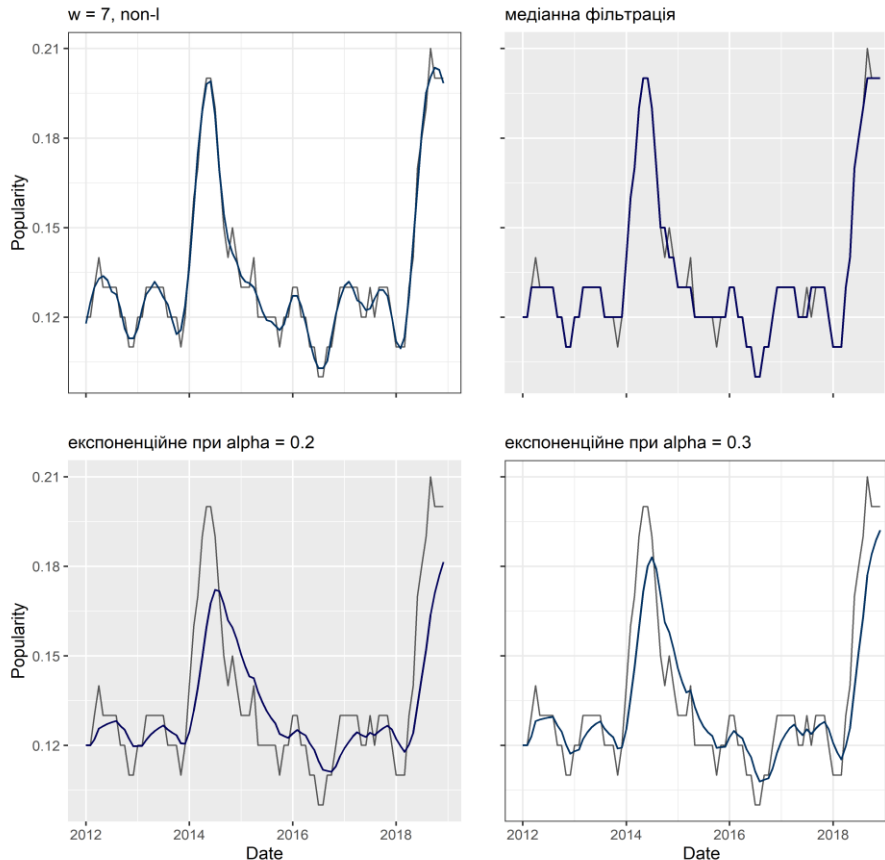 w = 7, non-l
медіанна фільтрація
0.21
0.18
0.15
0.12
Popularity
експоненційне при alpha = 0.2
експоненційне при alpha = 0.3
0.21
0.18
0.15
0.12
Popularity
2012
2014
2016
2018
2012
2014
2016
2018
Date
Date